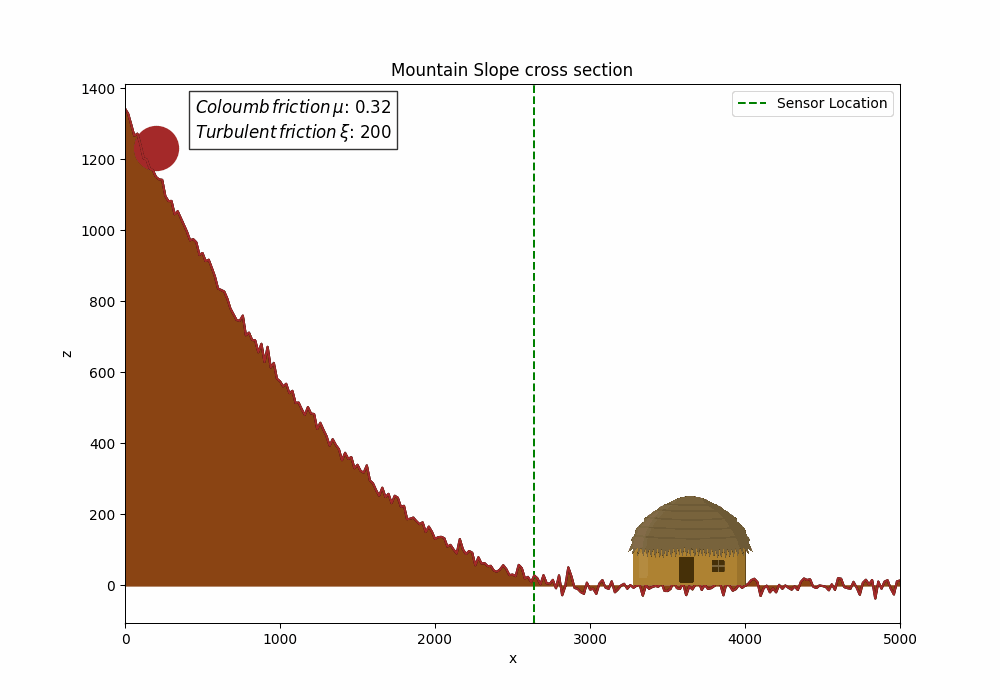 Mountain Slope cross section
1400
Coloumb friction μ: 0.32
Turbulent friction ξ: 200
Sensor Location
1200
1000
800
z
600
400
200
0
0 1000 2000 3000 4000 5000
x